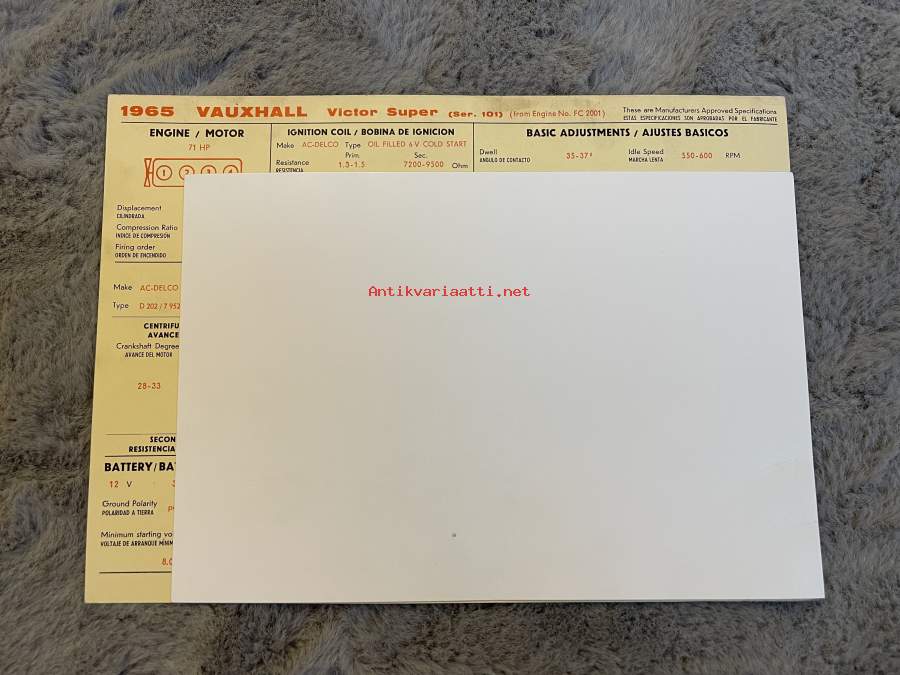 1965 VAUXHALL Victor Super (Ser. 101) (from Engine No. FC 2001)
These are Manufacturers Approved Specifications
ESTAS ESPECIFICACIONES SON APROBADAS POR EL FABRICANTE
ENGINE / MOTOR
71 HP
1 2 3 4
Displacement
CILINDRADA
Compression Ratio
INDICE DE COMPRESION
Firing order
ORDEN DE ENCENDIDO
Make AC-DELCO
Type D 202 / 7 952
CENTRIFU
AVANCE
Crankshaft Degree
AVANCE DEL MOTOR
28-33
SECON
RESISTENCIA
BATTERY / BA
12 V
Ground Polarity
POLARIDAD A TIERRA
Minimum starting vo
VOLTAJE DE ARRANQUE MINIM
8.0
IGNITION COIL / BOBINA DE IGNICION
Make AC-DELCO Type OIL FILLED 6 V COLD START
Prim. Sec.
Resistance 1.3-1.5 7200-9500 Ohm
RESISTENCIA
BASIC ADJUSTMENTS / AJUSTES BASICOS
Dwell 35-37° Idle Speed 550-600 RPM
ANGULO DE CONTACTO MARCHA LENTA
Antikvariaatti.net